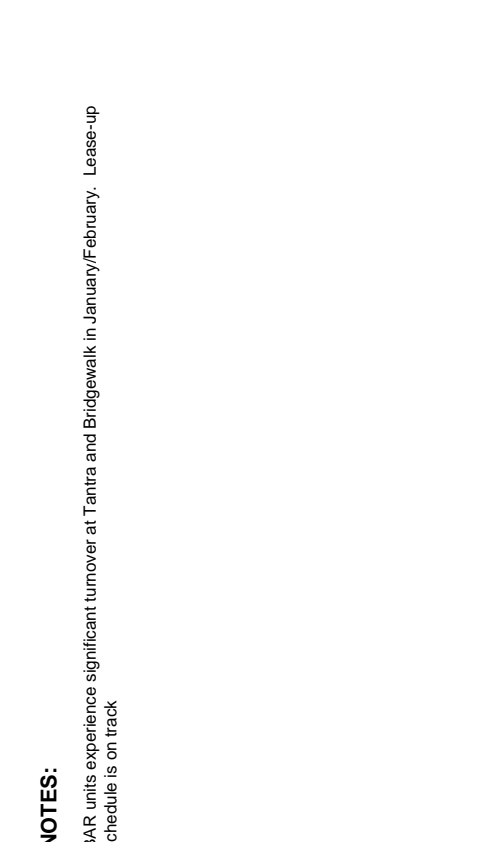 NOTES:
BAR units experience significant turnover at Tantra and Bridgewalk in January/February. Lease-up
chedule is on track